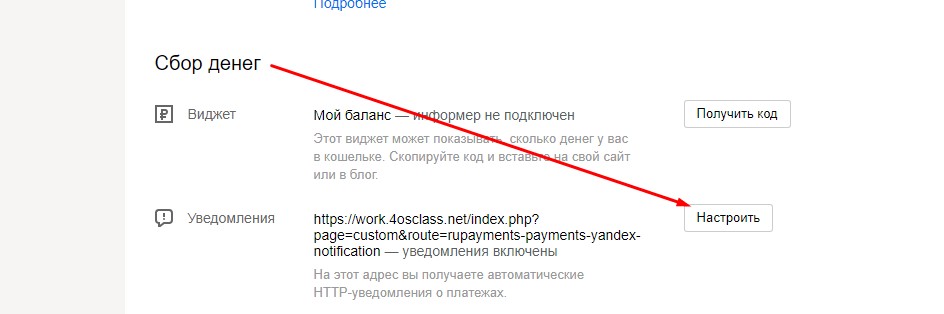 Подробнее
Сбор денег
Виджет
Мой баланс — информер не подключен
Получить код
Этот виджет может показывать, сколько денег у вас
в кошельке. Скопируйте код и вставьте на свой сайт
или в блог.
Уведомления
https://work.4osclass.net/index.php?
page=custom&route=rupayments-payments-yandex-
notification — уведомления включены
Настроить
На этот адрес вы получаете автоматические
HTTP-уведомления о платежах.